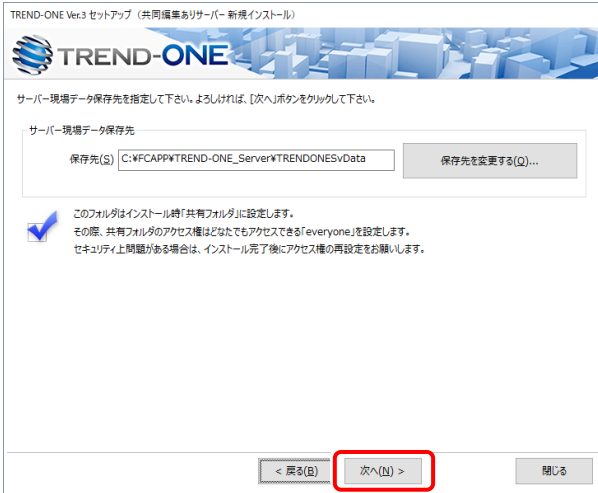 TREND-ONE Ver.3 セットアップ（共同編集ありサーバー 新規インストール）
TREND-ONE
サーバー現場データ保存先を指定して下さい。よろしければ、[次へ]ボタンをクリックして下さい。
サーバー現場データ保存先
保存先(S) C:¥FCAPP¥TREND-ONE_Server¥TRENDONESvData 保存先を変更する(Q)...
このフォルダはインストール時「共有フォルダ」に設定します。
その際、共有フォルダのアクセス権はどなたでもアクセスできる「everyone」を設定します。
セキュリティ上問題がある場合は、インストール完了後にアクセス権の再設定をお願いします。
< 戻る(B) 次へ(N) > 閉じる